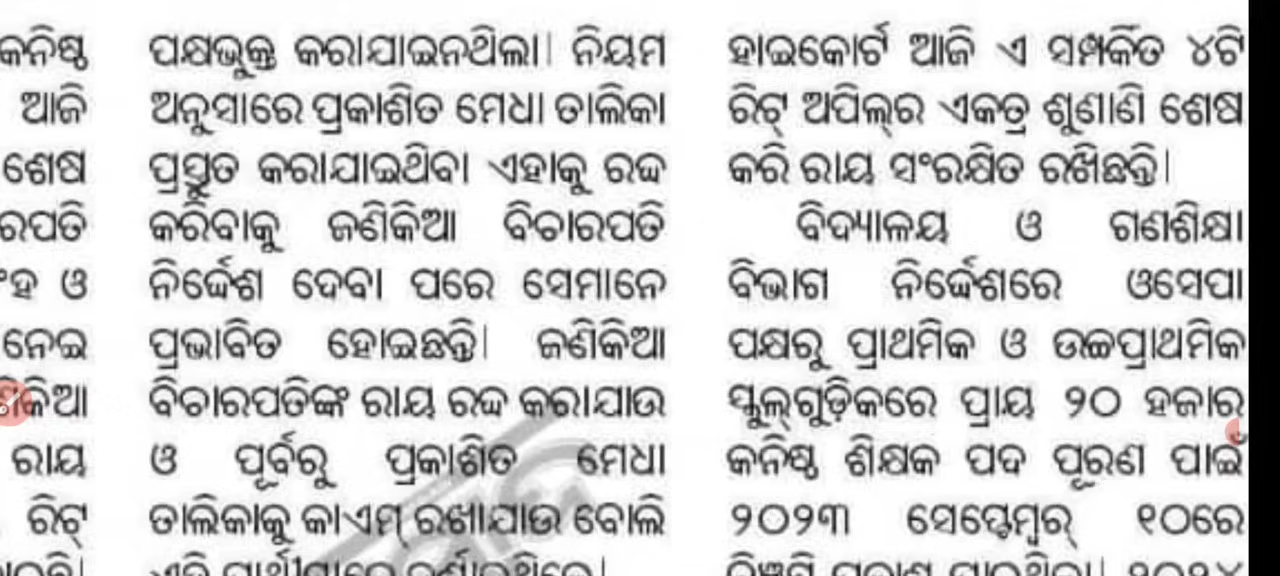 କନିଷ୍ଠ
ଆଜି
ଶେଷ
ରପତି
ଂହ ଓ
ନେଇ
କିଆ
ରାୟ
ରିଟ୍
ପକ୍ଷଭୁକ୍ତ କରାଯାଇନଥିଲା। ନିୟମ
ଅନୁସାରେ ପ୍ରକାଶିତ ମେଧା ତାଲିକା
ପ୍ରସ୍ତୁତ କରାଯାଇଥିବା ଏହାକୁ ରଦ୍ଦ
କରିବାକୁ ଜଣିକିଆ ବିଚାରପତି
ନିର୍ଦ୍ଦେଶ ଦେବା ପରେ ସେମାନେ
ପ୍ରଭାବିତ ହୋଇଛନ୍ତି। ଜଣିକିଆ
ବିଚାରପତିଙ୍କ ରାୟ ରଦ୍ଦ କରାଯାଉ
ଓ ପୂର୍ବରୁ ପ୍ରକାଶିତ ମେଧା
ତାଲିକାକୁ କାଏମ୍ ରଖାଯାଉ ବୋଲି
ହାଇକୋର୍ଟ ଆଜି ଏ ସମ୍ପର୍କିତ ୪ଟି
ରିଟ୍ ଅପିଲ୍‌ର ଏକତ୍ର ଶୁଣାଣି ଶେଷ
କରି ରାୟ ସଂରକ୍ଷିତ ରଖିଛନ୍ତି।
ବିଦ୍ୟାଳୟ ଓ ଗଣଶିକ୍ଷା
ବିଭାଗ ନିର୍ଦ୍ଦେଶରେ ଓସେପା
ପକ୍ଷରୁ ପ୍ରାଥମିକ ଓ ଉଚ୍ଚପ୍ରାଥମିକ
ସ୍କୁଲ୍‌ଗୁଡ଼ିକରେ ପ୍ରାୟ ୨୦ ହଜାର
କନିଷ୍ଠ ଶିକ୍ଷକ ପଦ ପୂରଣ ପାଇଁ
୨୦୨୩ ସେପ୍ଟେମ୍ବର୍ ୧୦ରେ